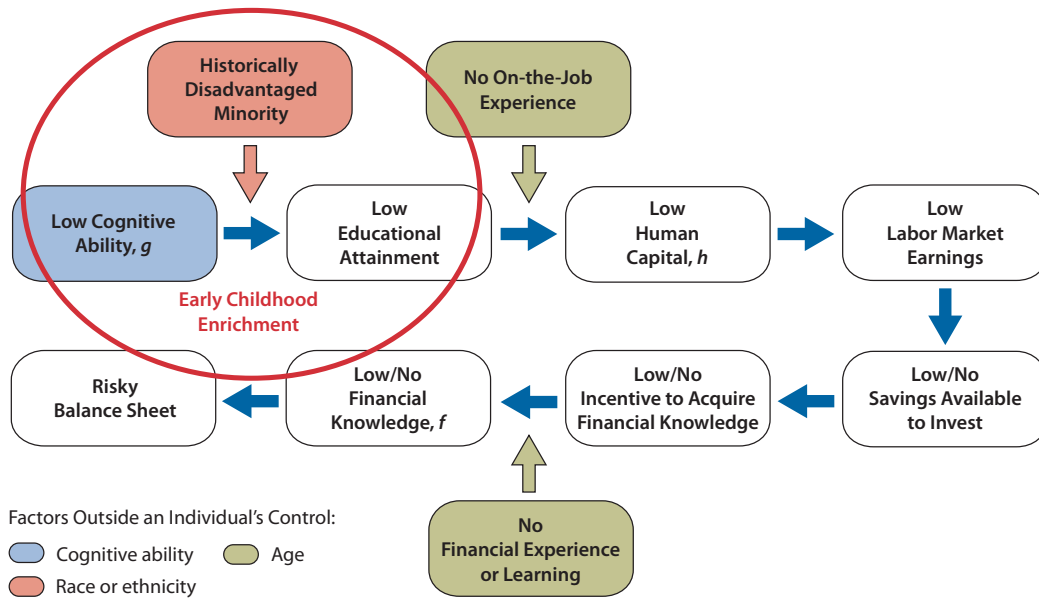 Historically
Disadvantaged
Minority
No On-the-Job
Experience
Low Cognitive
Ability, g
Low
Educational
Attainment
Low
Human
Capital, h
Low
Labor Market
Earnings
Early Childhood
Enrichment
Risky
Balance Sheet
Low/No
Financial
Knowledge, f
Low/No
Incentive to Acquire
Financial Knowledge
Low/No
Savings Available
to Invest
No
Financial Experience
or Learning
Factors Outside an Individual’s Control:
Cognitive ability
Age
Race or ethnicity